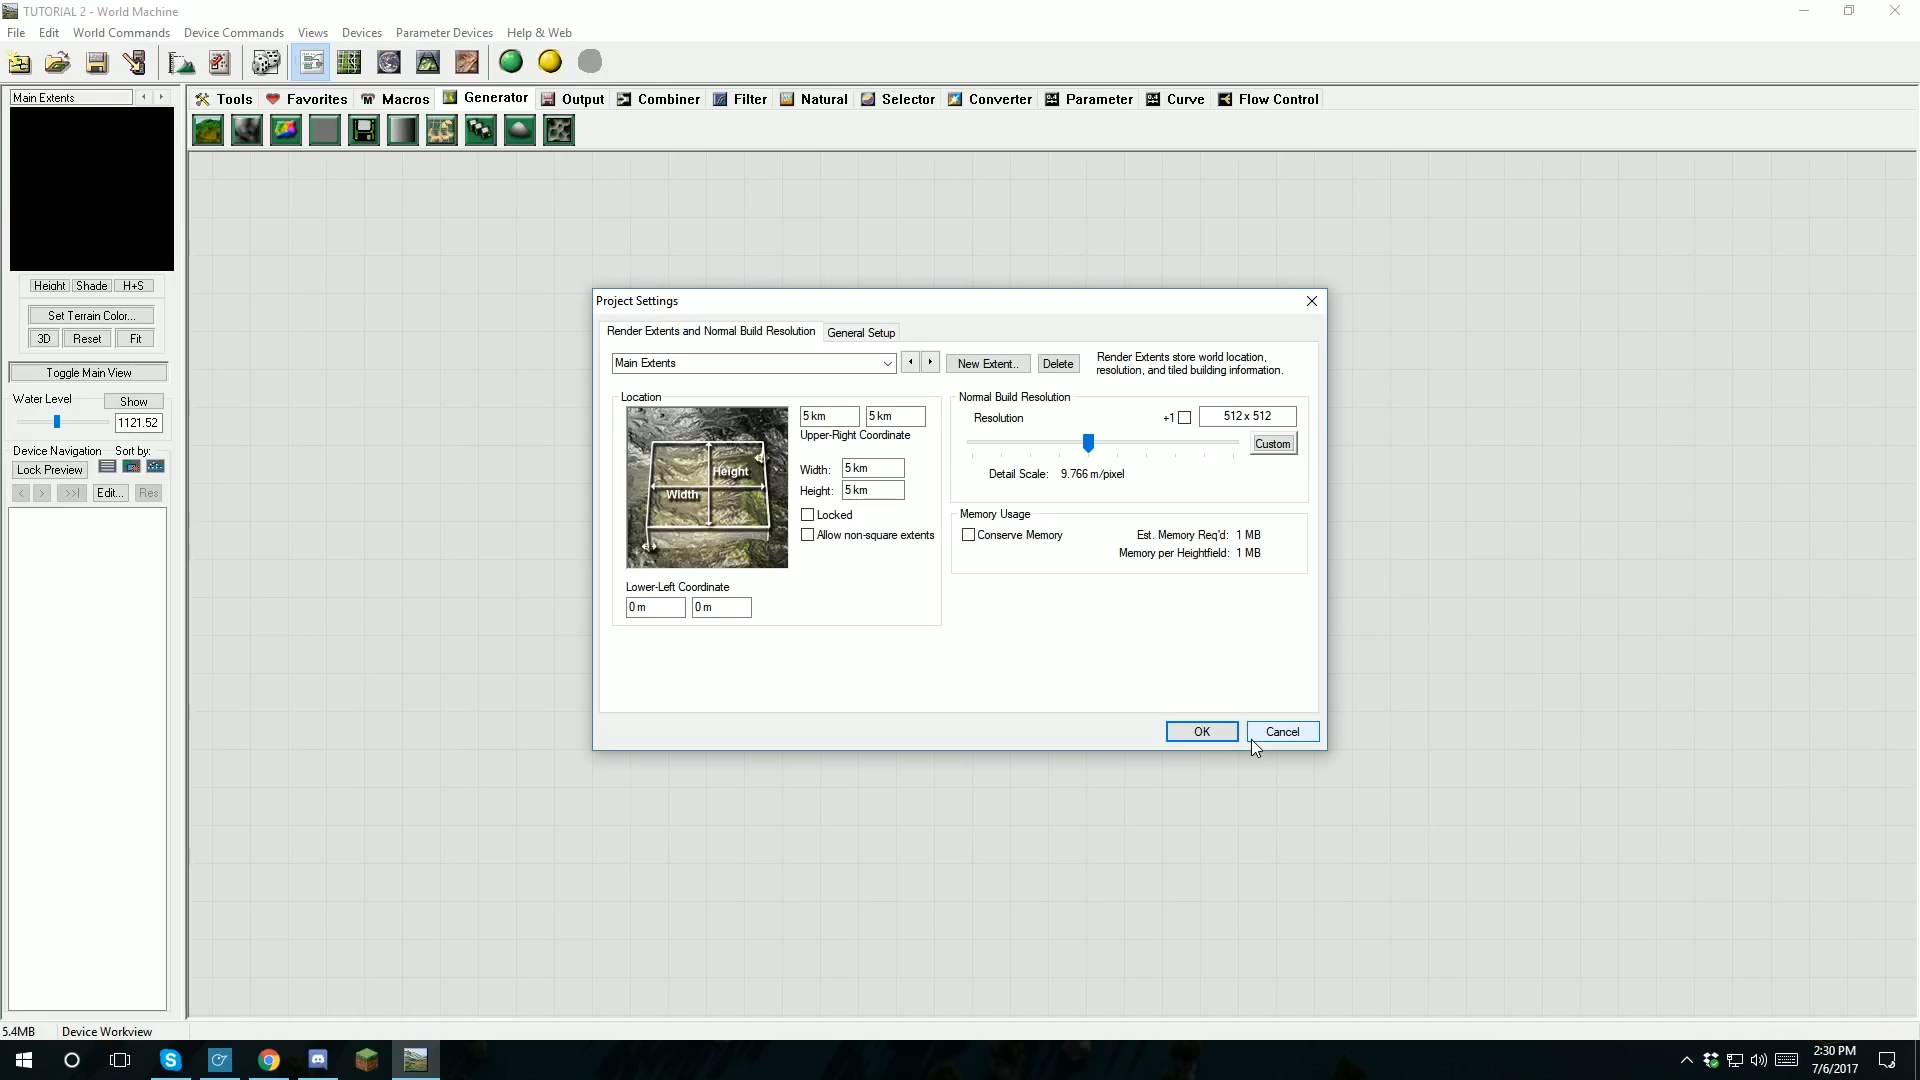 TUTORIAL 2 - World Machine
File Edit World Commands Device Commands Views Devices Parameter Devices Help & Web
Main Extents
Tools Favorites Macros Generator Output Combiner Filter Natural Selector Converter Parameter Curve Flow Control
Height Shade H+S
Set Terrain Color...
3D Reset Fit
Toggle Main View
Water Level Show
1121.52
Device Navigation Sort by:
Lock Preview
< > >>| Edit... Res
Project Settings
Render Extents and Normal Build Resolution General Setup
Main Extents New Extent.. Delete
Render Extents store world location,
resolution, and tiled building information.
Location
5 km 5 km
Upper-Right Coordinate
Height
Width
Width: 5 km
Height: 5 km
Locked
Allow non-square extents
Lower-Left Coordinate
0 m 0 m
Normal Build Resolution
Resolution +1 512 x 512
Custom
Detail Scale: 9.766 m/pixel
Memory Usage
Conserve Memory Est. Memory Req'd: 1 MB
Memory per Heightfield: 1 MB
OK Cancel
5.4MB Device Workview
2:30 PM
7/6/2017